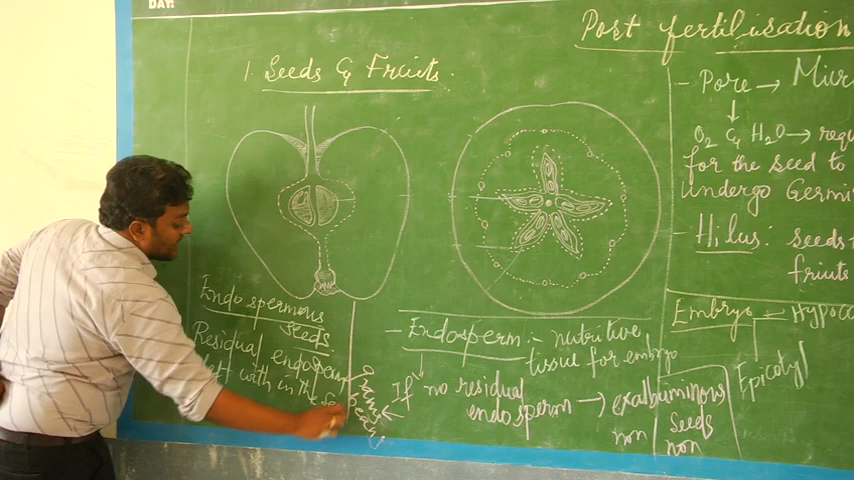 DAY:
Post fertilisation
1. Seeds & Fruits.
- Pore → Micr
O2 & H2O → requ
for the seed to
undergo Germi
- Hilus: seeds
fruits
Embryo
Hypoco
Epicotyl
Endospermous
Seeds
Residual endosperm
left with in the
- Endosperm :- nutritive
tissue for embryo
If no residual
endosperm → exalbuminous
Seeds
non
non